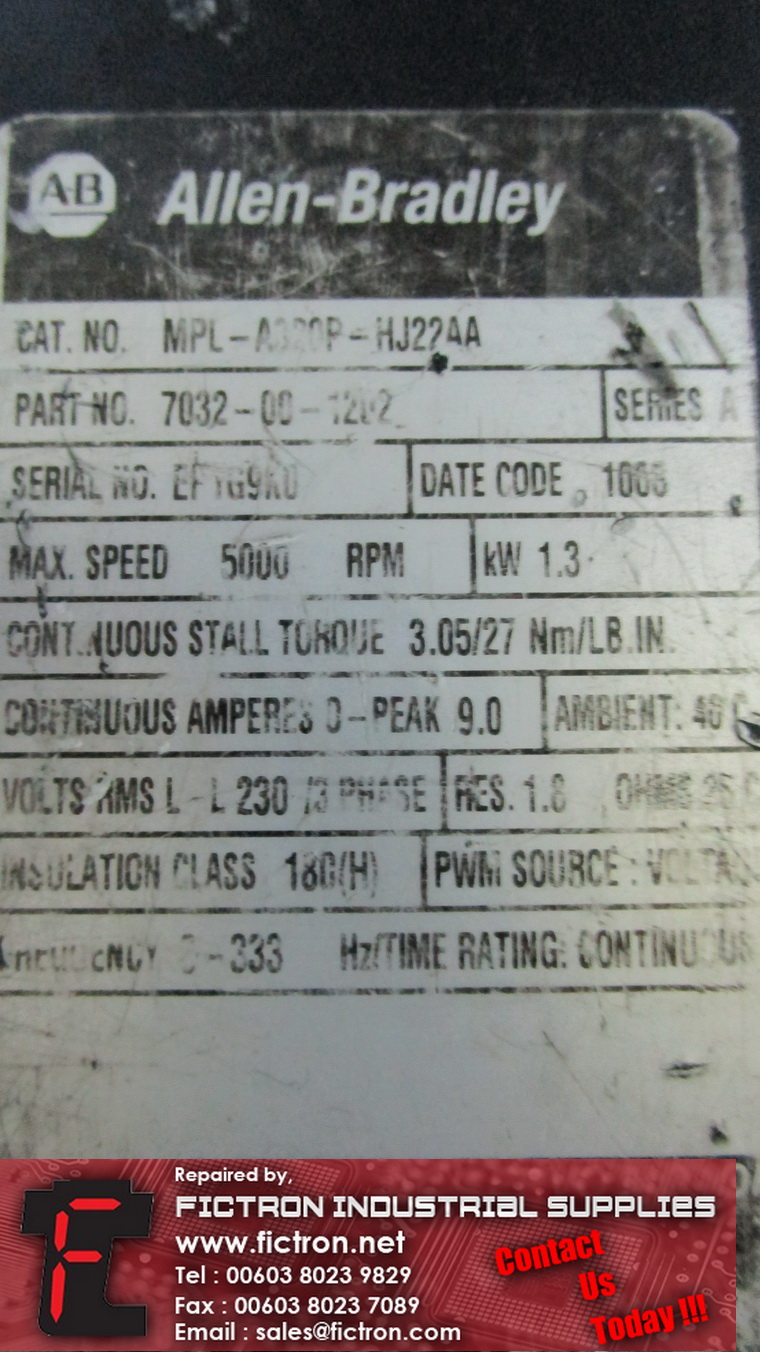 A-B Allen-Bradley
CAT. NO. MPL-A320P-HJ22AA
PART NO. SERIES A
SERIAL NO. DATE CODE
MAX. SPEED 5000 RPM kW 1.3
CONTINUOUS STALL TORQUE 3.05/27 Nm/LB.IN.
CONTINUOUS AMPERES 0-PEAK 9.0 AMBIENT: 40 C
VOLTS RMS L-L 230 /3 PHASE RES. 1.8 OHMS 25 C
INSULATION CLASS 180(H) PWM SOURCE:
FREQUENCY 0-333 Hz/TIME RATING: CONTINUOUS
Repaired by,
FICTRON INDUSTRIAL SUPPLIES
www.fictron.net
Tel : 00603 8023 9829
Fax : 00603 8023 7089
Email : sales@fictron.com
Contact
Us
Today !!!